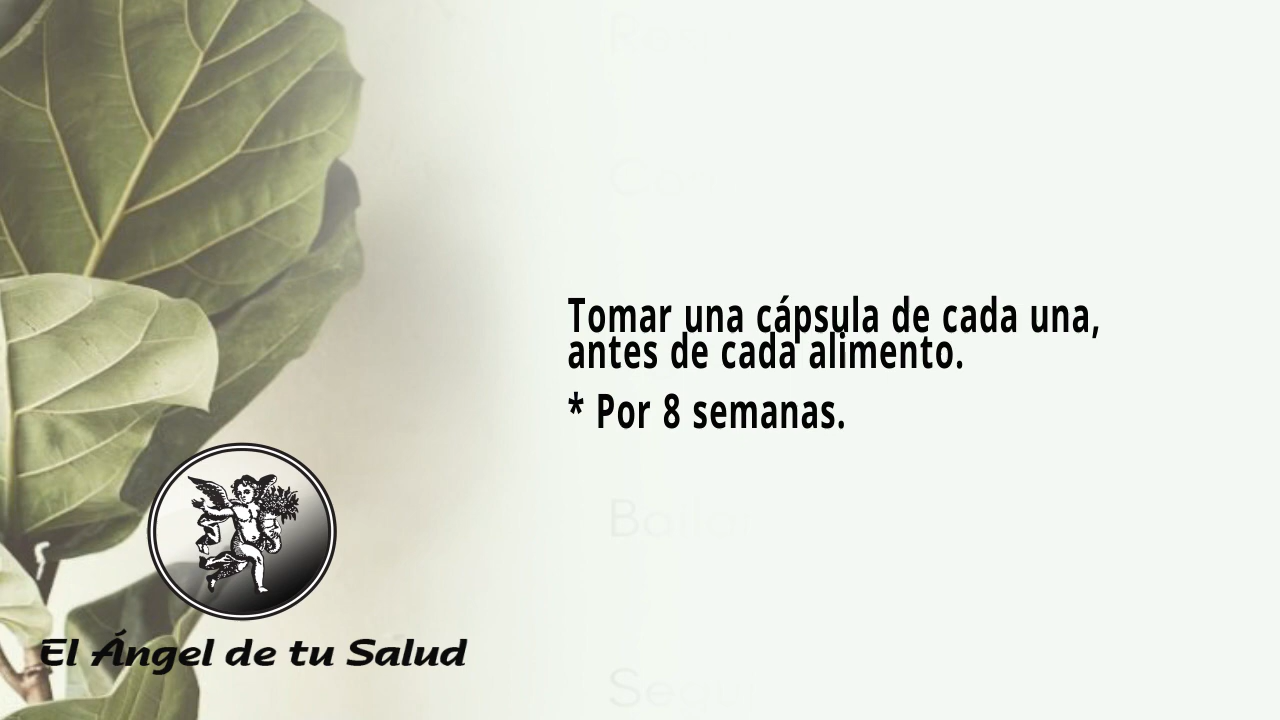 Tomar una cápsula de cada una,
antes de cada alimento.
* Por 8 semanas.
El Ángel de tu Salud